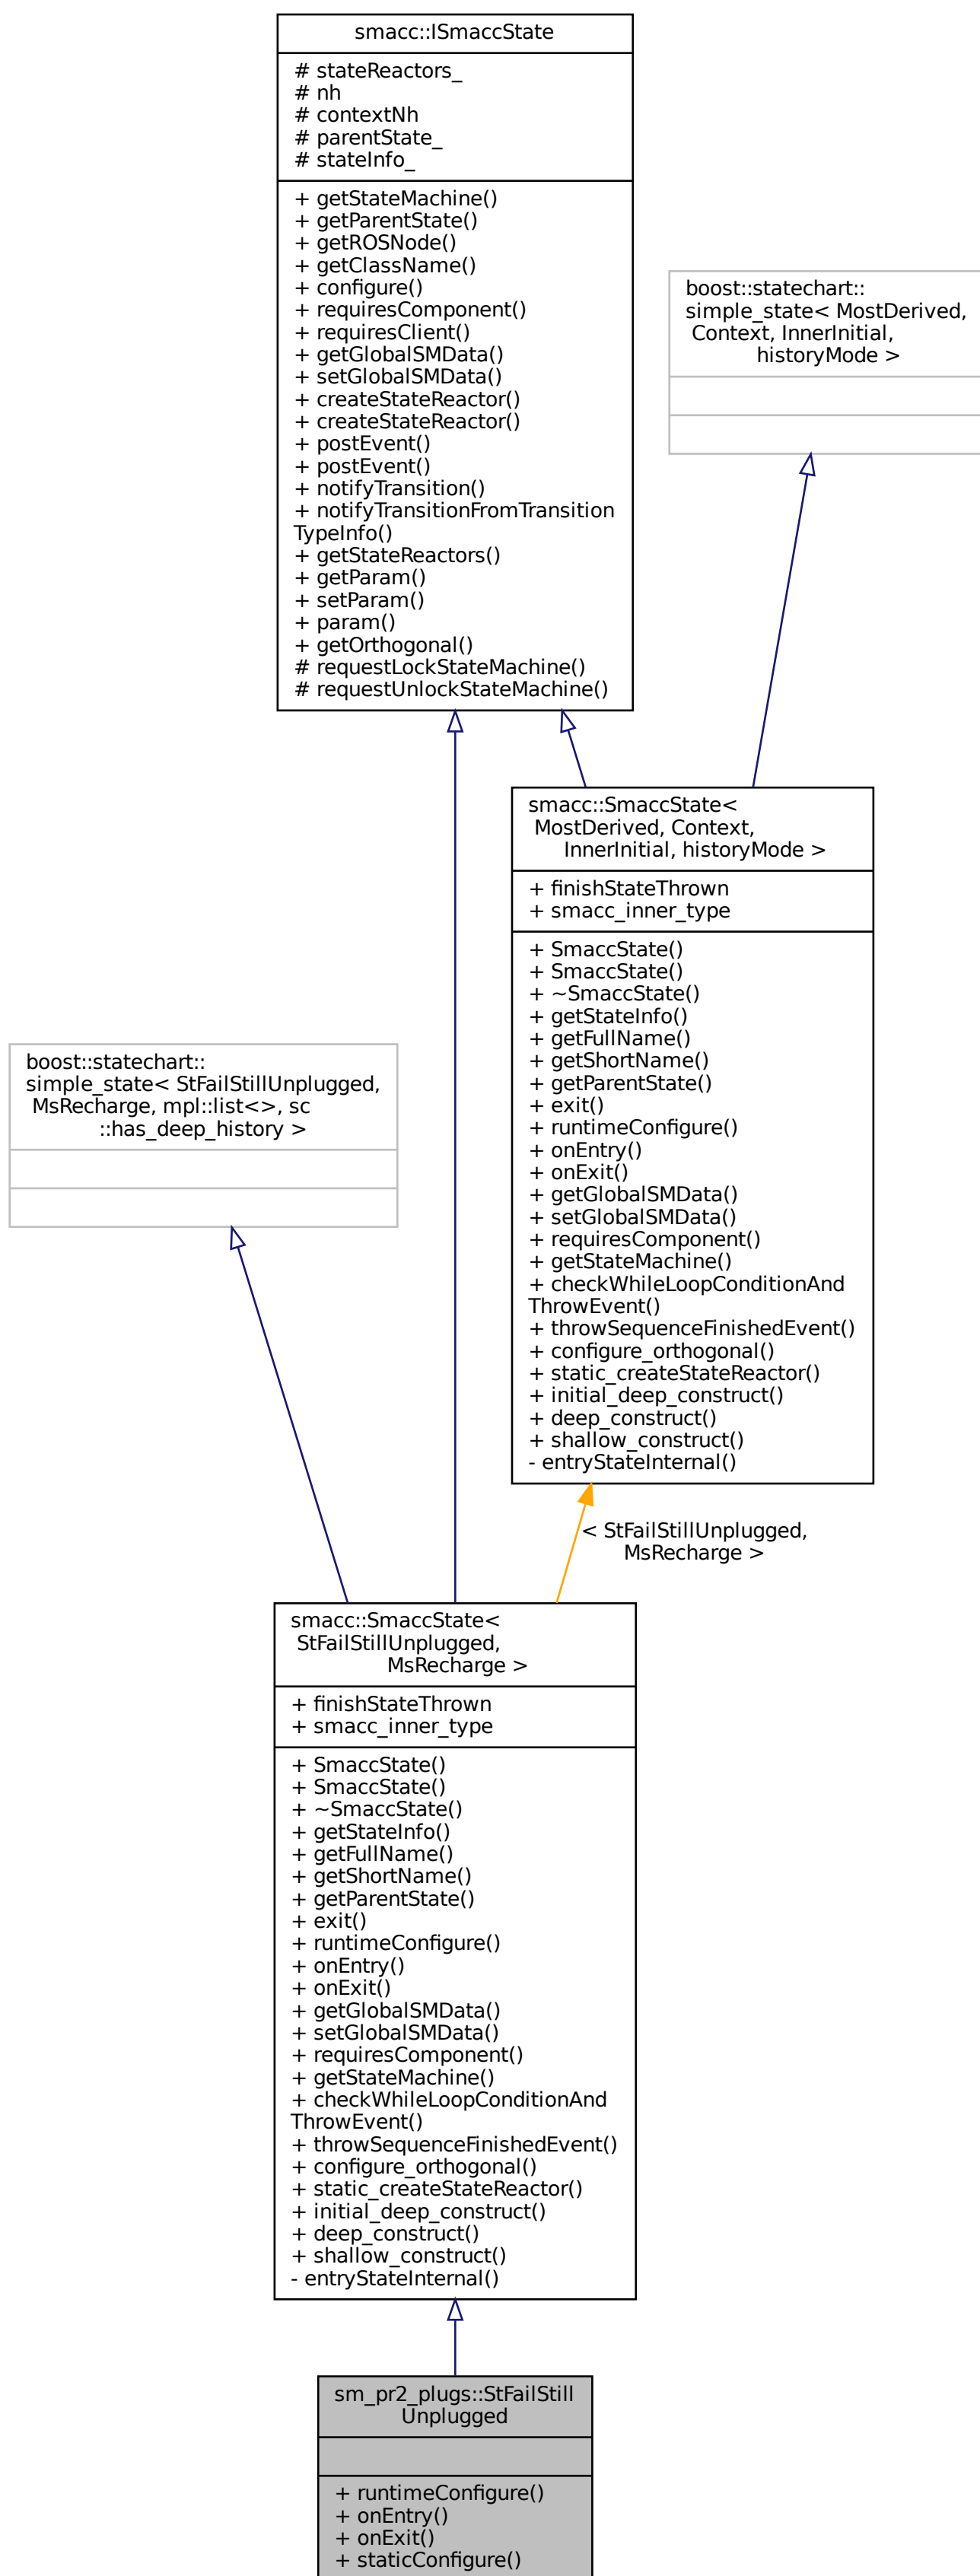 smacc::ISmaccState
# stateReactors_
# nh
# contextNh
# parentState_
# stateInfo_
+ getStateMachine()
+ getParentState()
+ getROSNode()
+ getClassName()
+ configure()
+ requiresComponent()
+ requiresClient()
+ getGlobalSMData()
+ setGlobalSMData()
+ createStateReactor()
+ createStateReactor()
+ postEvent()
+ postEvent()
+ notifyTransition()
+ notifyTransitionFromTransition
TypeInfo()
+ getStateReactors()
+ getParam()
+ setParam()
+ param()
+ getOrthogonal()
# requestLockStateMachine()
# requestUnlockStateMachine()
boost::statechart::
simple_state< MostDerived,
Context, InnerInitial,
historyMode >
smacc::SmaccState<
MostDerived, Context,
InnerInitial, historyMode >
+ finishStateThrown
+ smacc_inner_type
+ SmaccState()
+ SmaccState()
+ ~SmaccState()
+ getStateInfo()
+ getFullName()
+ getShortName()
+ getParentState()
+ exit()
+ runtimeConfigure()
+ onEntry()
+ onExit()
+ getGlobalSMData()
+ setGlobalSMData()
+ requiresComponent()
+ getStateMachine()
+ checkWhileLoopConditionAnd
ThrowEvent()
+ throwSequenceFinishedEvent()
+ configure_orthogonal()
+ static_createStateReactor()
+ initial_deep_construct()
+ deep_construct()
+ shallow_construct()
- entryStateInternal()
boost::statechart::
simple_state< StFailStillUnplugged,
MsRecharge, mpl::list<>, sc
::has_deep_history >
< StFailStillUnplugged,
MsRecharge >
smacc::SmaccState<
StFailStillUnplugged,
MsRecharge >
+ finishStateThrown
+ smacc_inner_type
+ SmaccState()
+ SmaccState()
+ ~SmaccState()
+ getStateInfo()
+ getFullName()
+ getShortName()
+ getParentState()
+ exit()
+ runtimeConfigure()
+ onEntry()
+ onExit()
+ getGlobalSMData()
+ setGlobalSMData()
+ requiresComponent()
+ getStateMachine()
+ checkWhileLoopConditionAnd
ThrowEvent()
+ throwSequenceFinishedEvent()
+ configure_orthogonal()
+ static_createStateReactor()
+ initial_deep_construct()
+ deep_construct()
+ shallow_construct()
- entryStateInternal()
sm_pr2_plugs::StFailStill
Unplugged
+ runtimeConfigure()
+ onEntry()
+ onExit()
+ staticConfigure()